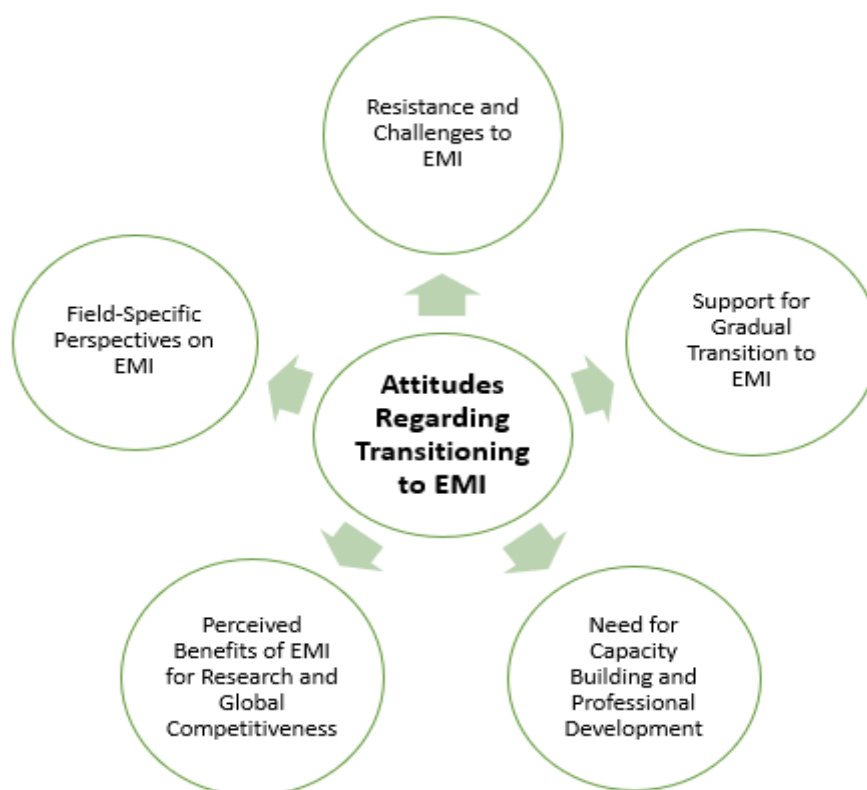 Resistance and
Challenges to
EMI
Support for
Gradual
Transition to
EMI
Need for
Capacity
Building and
Professional
Development
Perceived
Benefits of EMI
for Research and
Global
Competitiveness
Field-Specific
Perspectives on
EMI
Attitudes
Regarding
Transitioning
to EMI